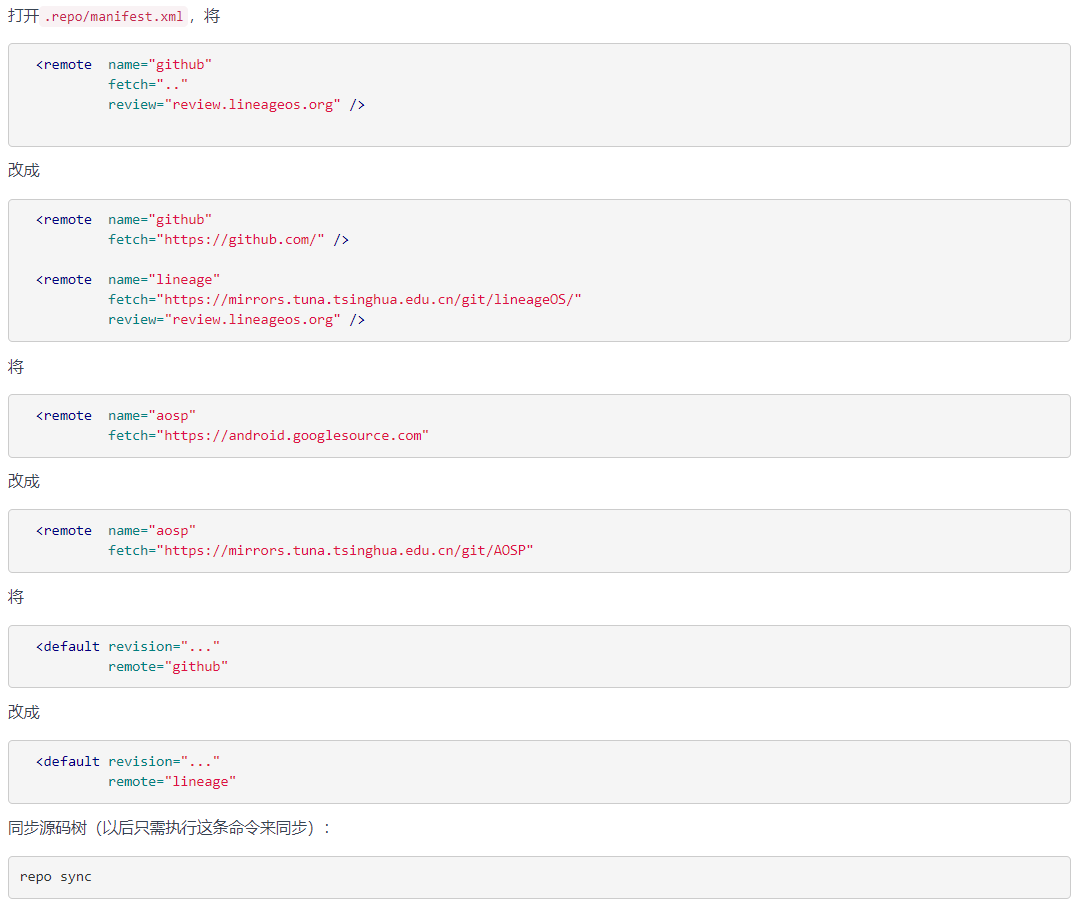 打开 .repo/manifest.xml，将
<remote  name="github"
         fetch=".."
         review="review.lineageos.org" />
改成
<remote  name="github"
         fetch="https://github.com/" />
<remote  name="lineage"
         fetch="https://mirrors.tuna.tsinghua.edu.cn/git/lineageOS/"
         review="review.lineageos.org" />
将
<remote  name="aosp"
         fetch="https://android.googlesource.com"
改成
<remote  name="aosp"
         fetch="https://mirrors.tuna.tsinghua.edu.cn/git/AOSP"
将
<default revision="..."
         remote="github"
改成
<default revision="..."
         remote="lineage"
同步源码树（以后只需执行这条命令来同步）：
repo sync